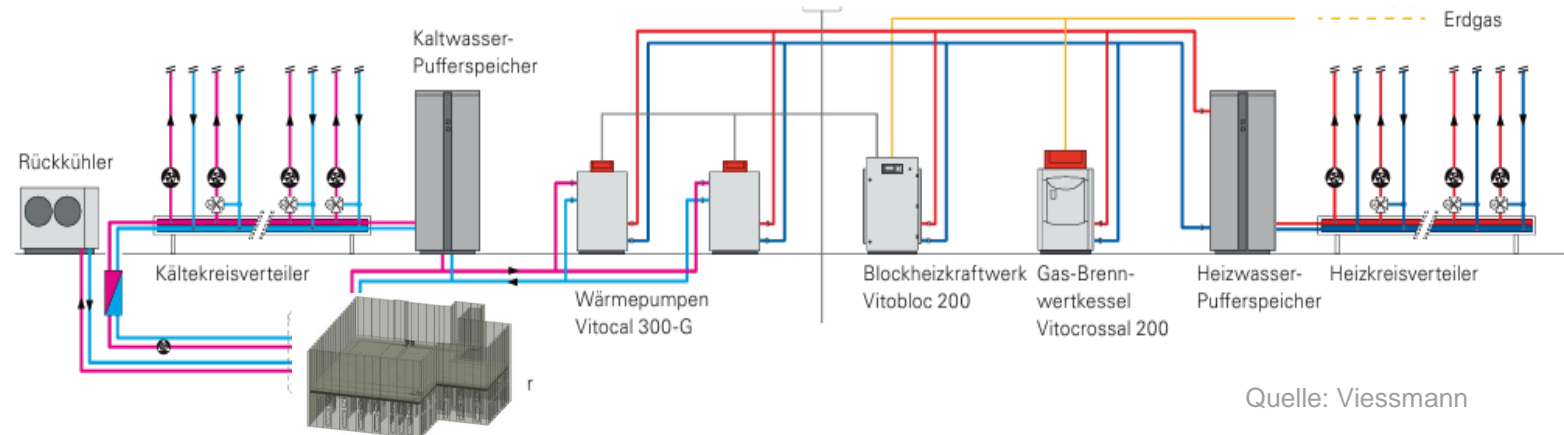 Erdgas
Kaltwasser-
Pufferspeicher
Rückkühler
Kältekreisverteiler
Wärmepumpen
Vitocal 300-G
Blockheizkraftwerk
Vitobloc 200
Gas-Brenn-
wertkessel
Vitocrossal 200
Heizwasser-
Pufferspeicher
Heizkreisverteiler
r
Quelle: Viessmann